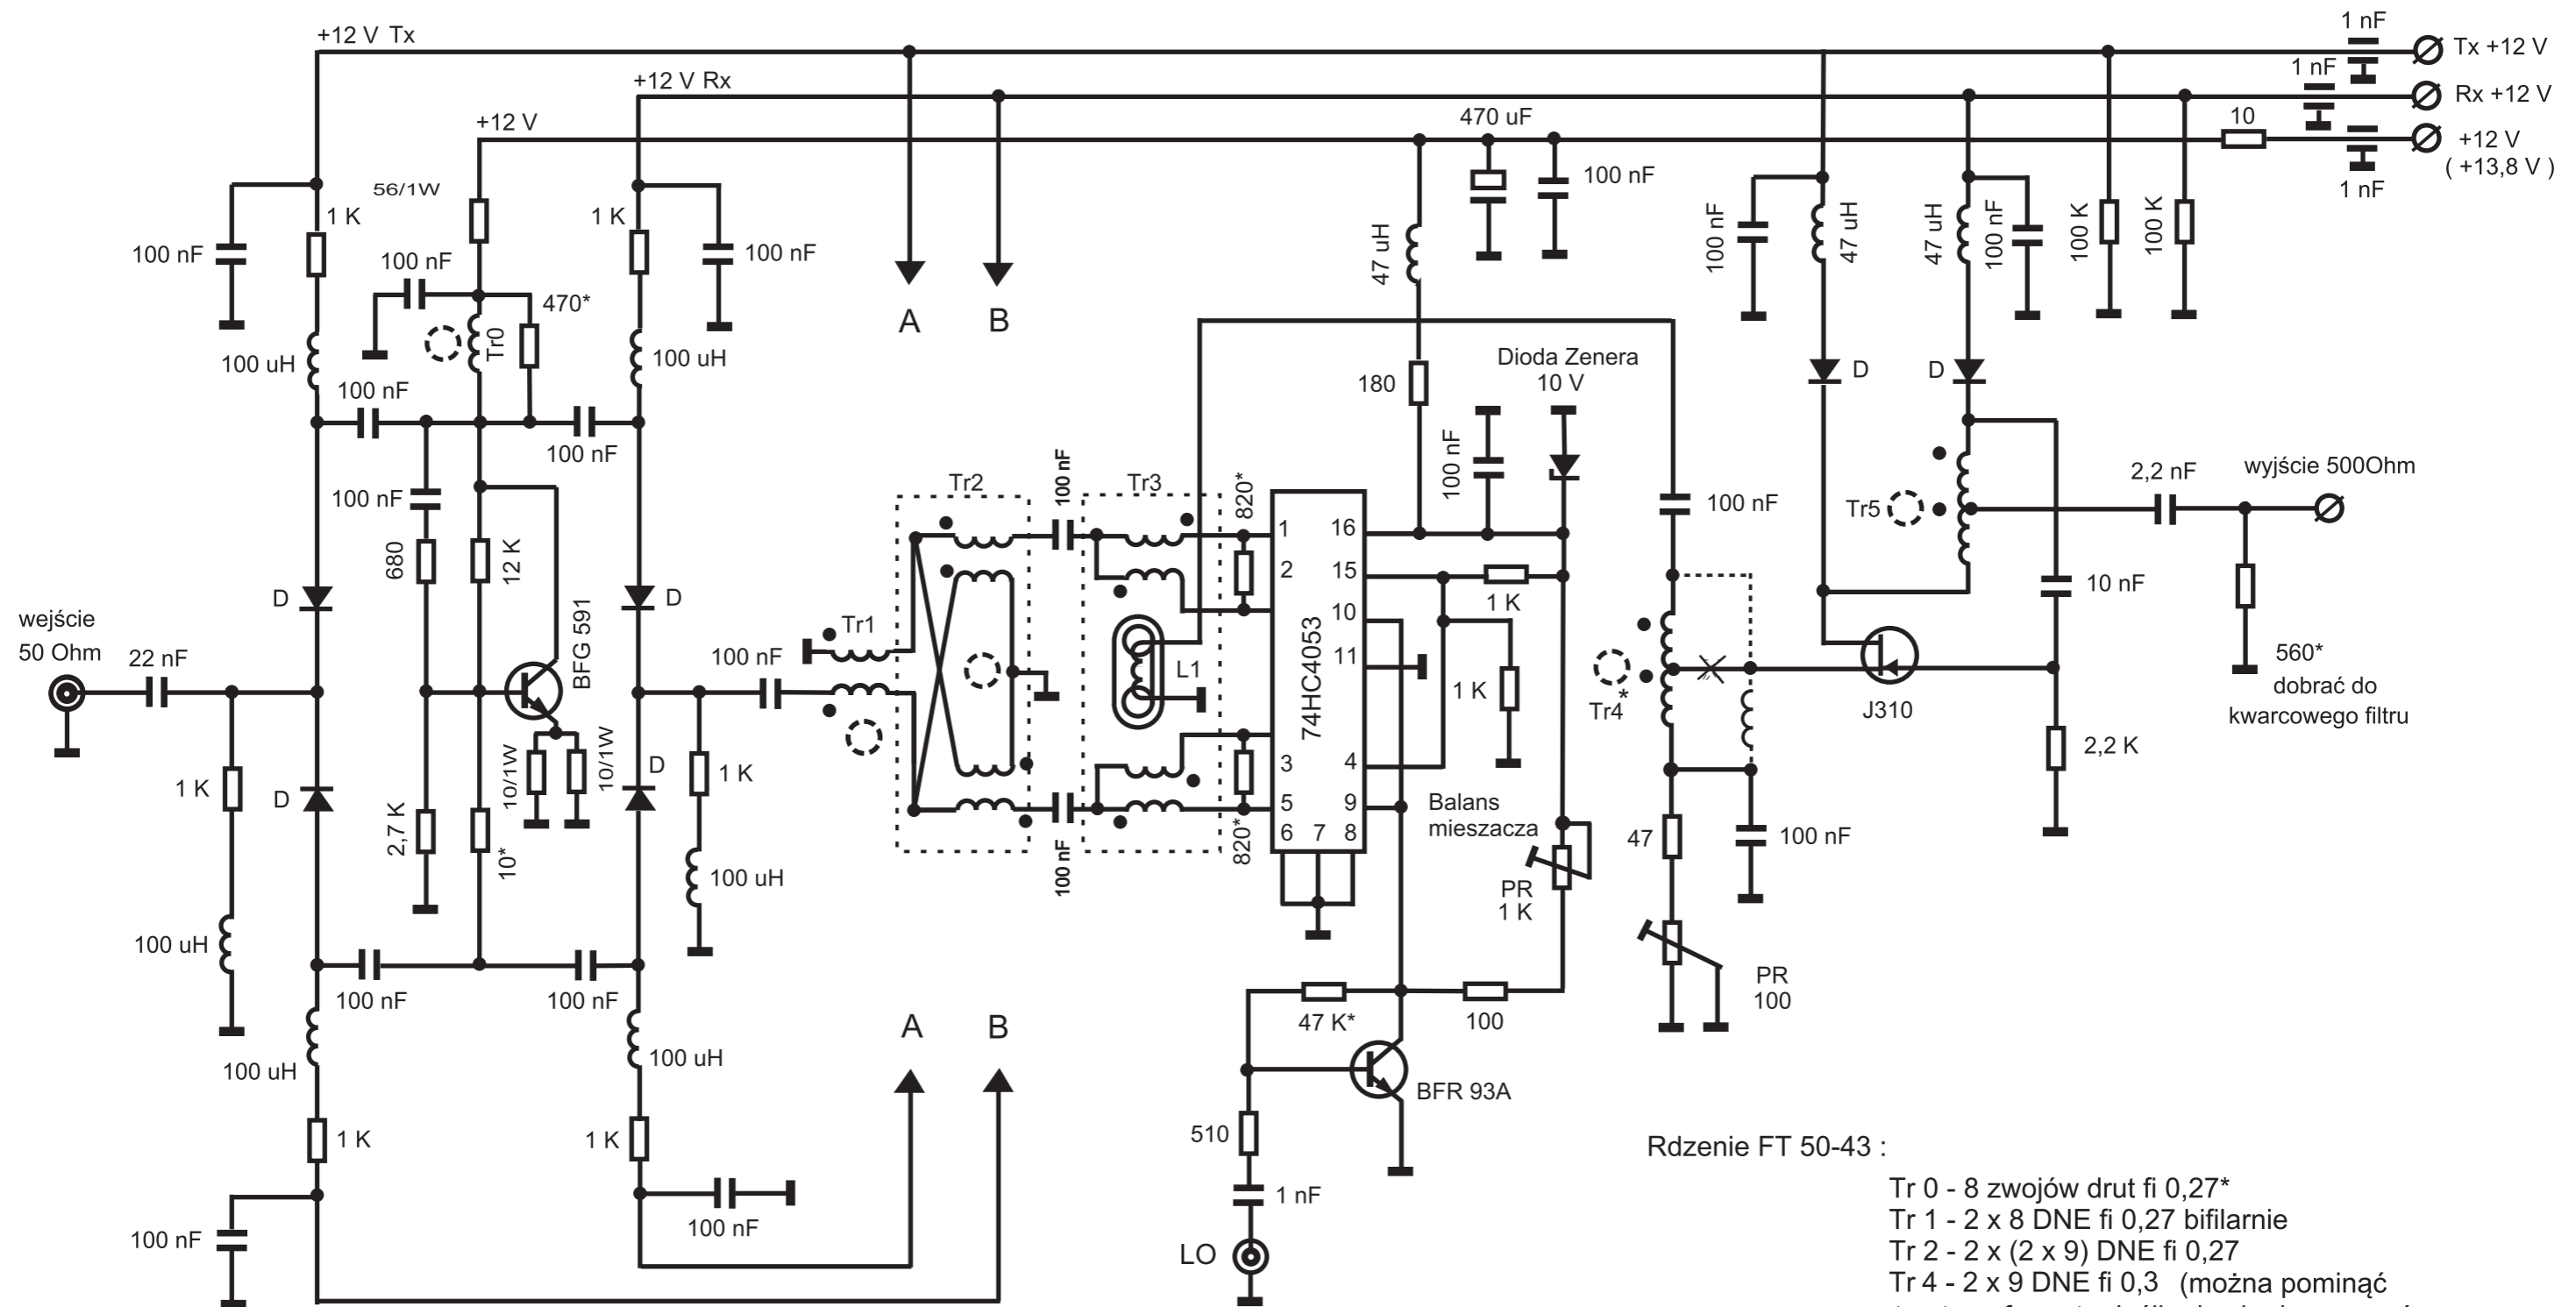 +12 V Tx
1 nF
Tx +12 V
+12 V Rx
1 nF
Rx +12 V
+12 V
470 uF
10
+12 V
( +13,8 V )
1 nF
56/1W
100 nF
1 K
100 nF
100 nF
1 K
100 nF
470*
Tr0
100 uH
100 uH
100 nF
100 nF
A
B
47 uH
100 nF
47 uH
47 uH
100 nF
100 K
100 K
180
Dioda Zenera
10 V
D
D
100 nF
680
12 K
D
D
BFG 591
wejście
50 Ohm
22 nF
1 K
D
100 uH
2,7 K
10*
10/1W
10/1W
D
100 nF
1 K
100 uH
Tr1
Tr2
100 nF
Tr3
820*
L1
100 nF
820*
74HC4053
1
2
3
5
6
7
8
16
15
10
11
4
9
100 nF
1 K
1 K
Balans
mieszacza
PR
1 K
100 nF
Tr4
*
47
100 nF
PR
100
Tr5
2,2 nF
wyjście 500Ohm
10 nF
J310
2,2 K
560*
dobrać do
kwarcowego filtru
100 nF
100 nF
100 uH
100 uH
1 K
1 K
100 nF
100 nF
A
B
47 K*
100
BFR 93A
510
1 nF
LO
Rdzenie FT 50-43 :
Tr 0 - 8 zwojów drut fi 0,27*
Tr 1 - 2 x 8 DNE fi 0,27 bifilarnie
Tr 2 - 2 x (2 x 9) DNE fi 0,27
Tr 4 - 2 x 9 DNE fi 0,3 (można pominąć